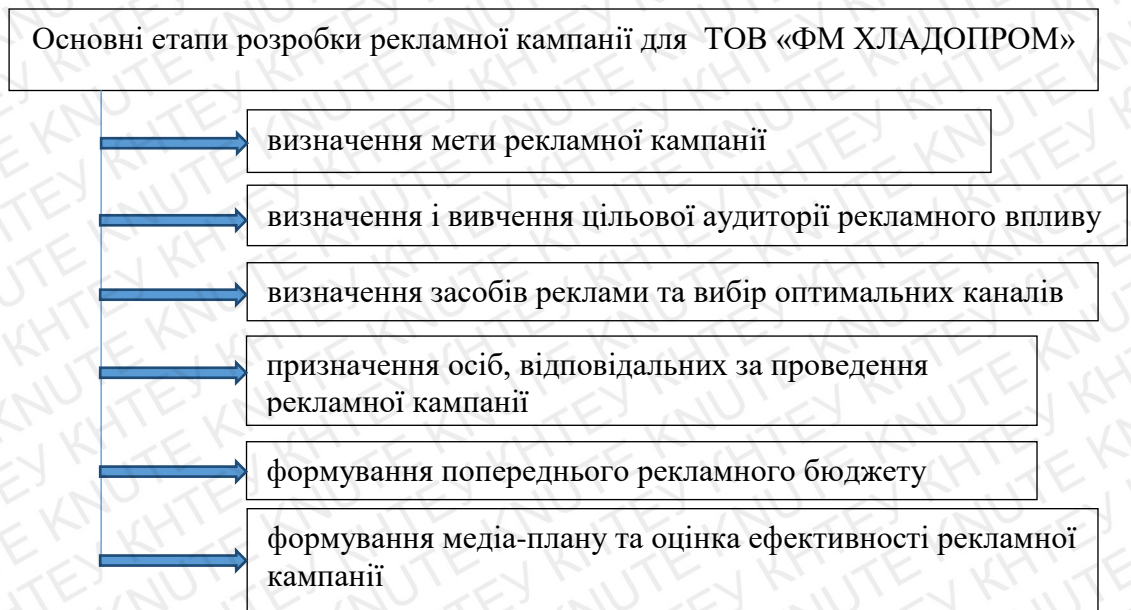 Основні етапи розробки рекламної кампанії для ТОВ «ФМ ХЛАДОПРОМ»
визначення мети рекламної кампанії
визначення і вивчення цільової аудиторії рекламного впливу
визначення засобів реклами та вибір оптимальних каналів
призначення осіб, відповідальних за проведення
рекламної кампанії
формування попереднього рекламного бюджету
формування медіа-плану та оцінка ефективності рекламної
кампанії